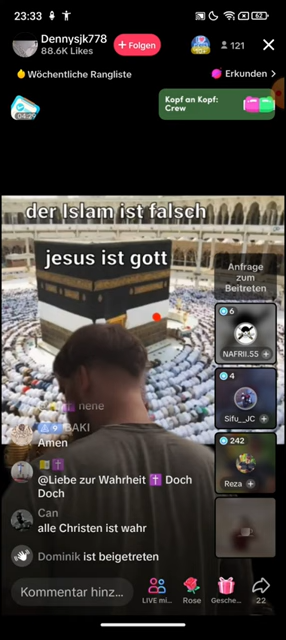 23:33
62
Dennysjk778
88.6K Likes
+ Folgen
121
Wöchentliche Rangliste
Erkunden >
04:29
Kopf an Kopf:
Crew
der Islam ist falsch
jesus ist gott
Anfrage
zum
Beitreten
6
NAFRII.55
4
Sifu__JC
242
Reza
nene
9 BAKI
Amen
@Liebe zur Wahrheit ✝️ Doch
Doch
Can
alle Christen ist wahr
Dominik ist beigetreten
Kommentar hinz...
LIVE mi...
Rose
Gesche...
22